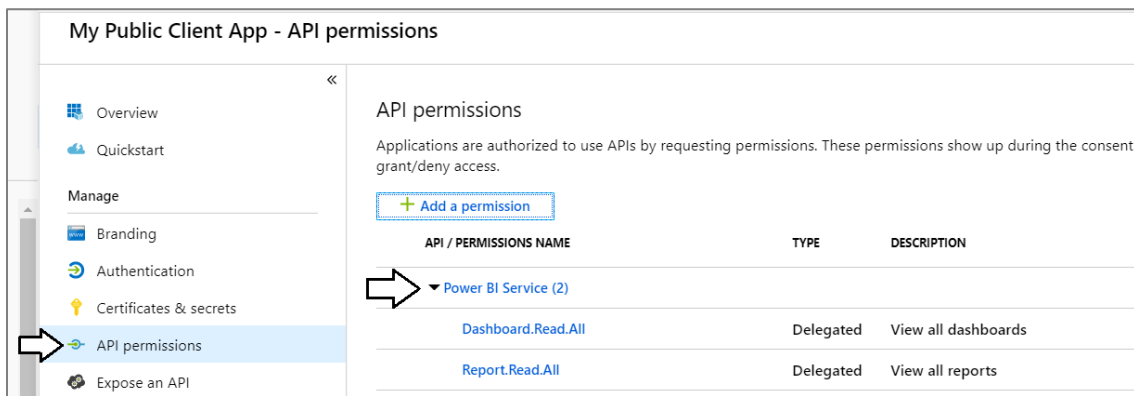 My Public Client App - API permissions
«
Overview
Quickstart
Manage
Branding
Authentication
Certificates & secrets
API permissions
Expose an API
API permissions
Applications are authorized to use APIs by requesting permissions. These permissions show up during the consent
grant/deny access.
+ Add a permission
API / PERMISSIONS NAME TYPE DESCRIPTION
Power BI Service (2)
Dashboard.Read.All Delegated View all dashboards
Report.Read.All Delegated View all reports